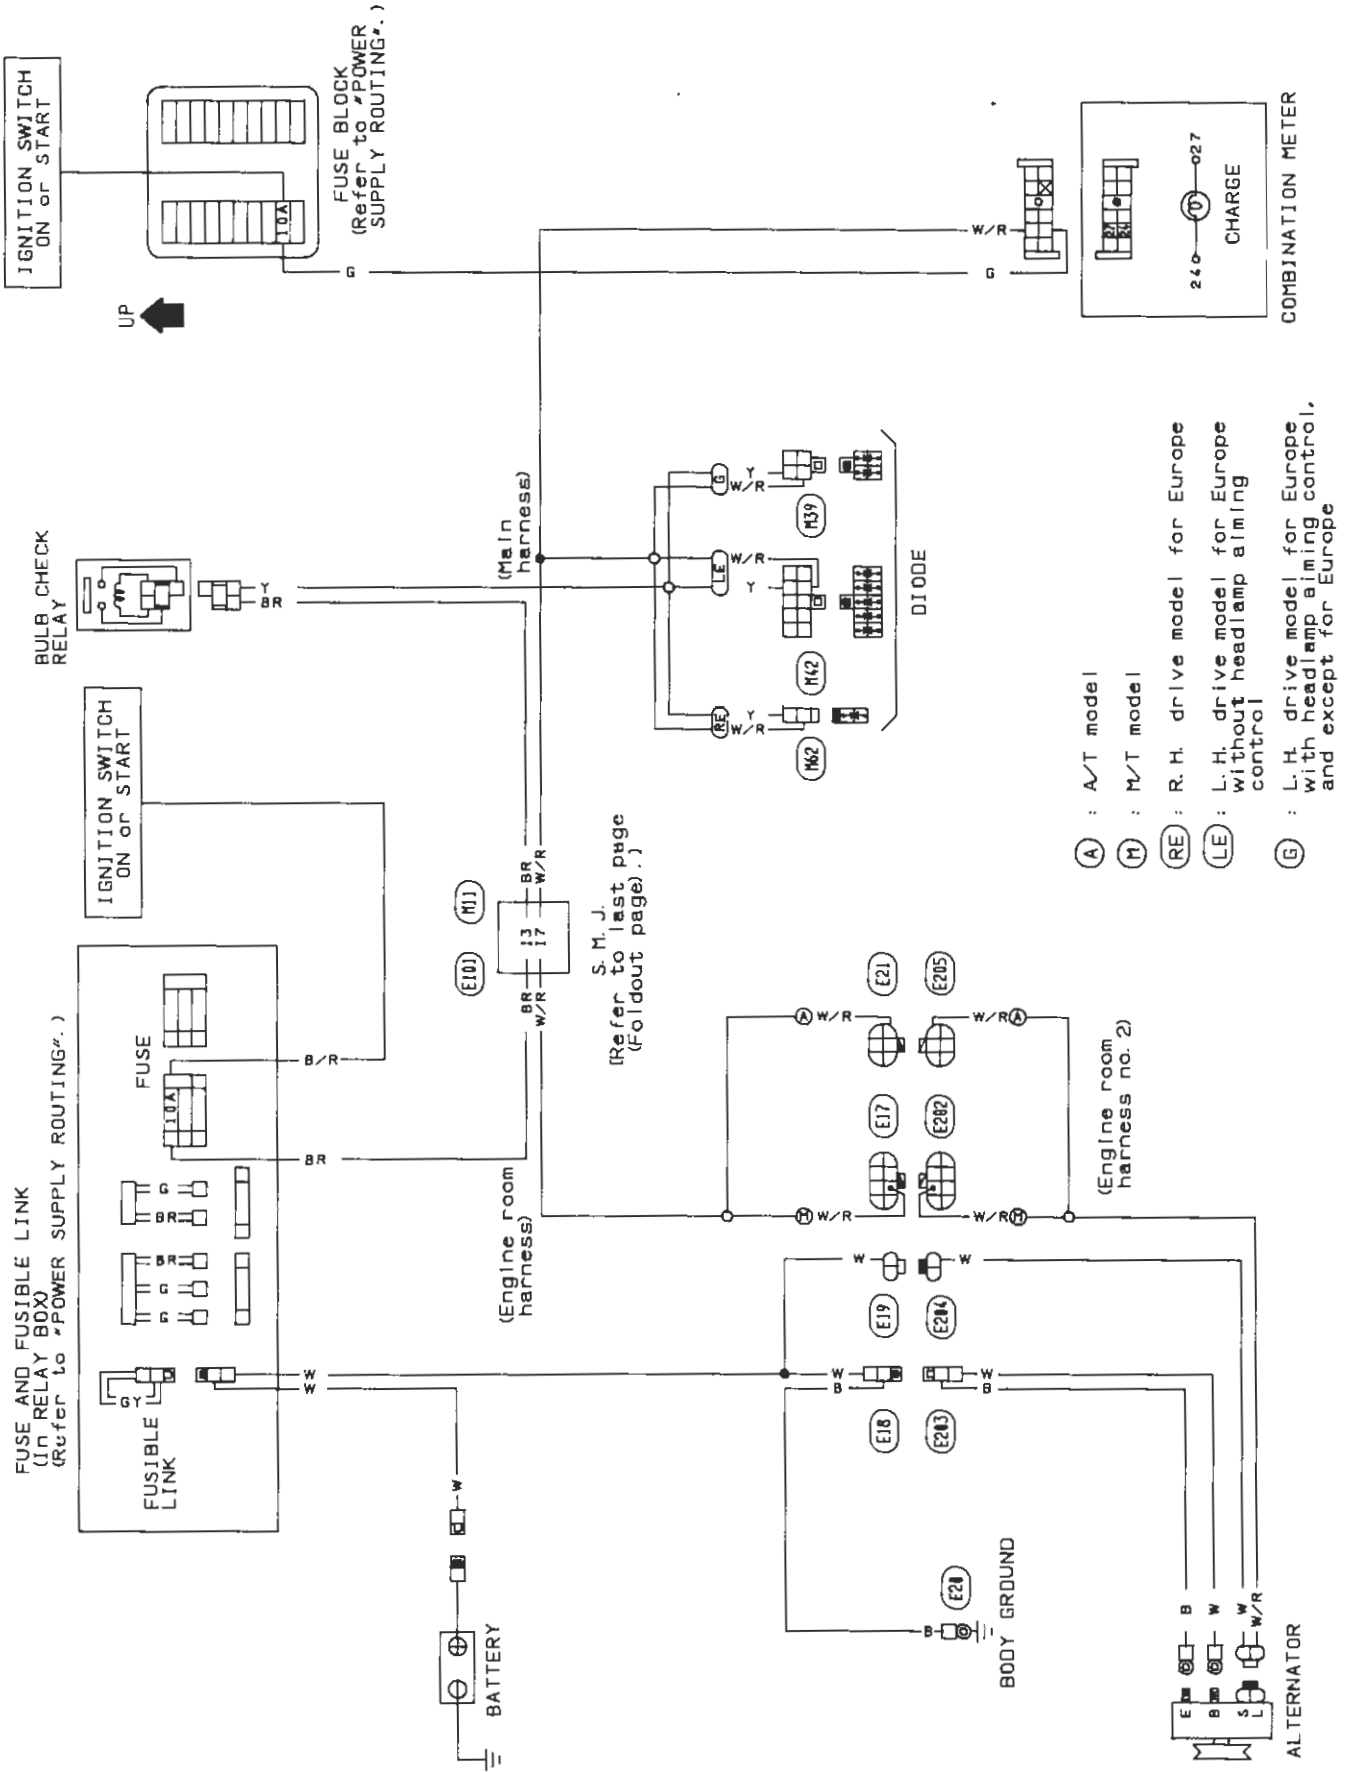 FUSE AND FUSIBLE LINK
(In RELAY BOX)
(Refer to "POWER SUPPLY ROUTING".)
FUSIBLE
LINK
GY
G
G
BR
BR
G
FUSE
10A
W
W
BR
B/R
IGNITION SWITCH
ON or START
BULB CHECK
RELAY
Y
BR
UP
IGNITION SWITCH
ON or START
10A
FUSE BLOCK
(Refer to "POWER
SUPPLY ROUTING".)
G
BATTERY
W
(Engine room
harness)
E101
M11
BR
W/R
13
17
BR
W/R
S. M. J.
[Refer to last page
(Foldout page).]
(Main
harness)
RE
Y
W/R
M62
LE
W/R
Y
M42
G
Y
W/R
M39
DIODE
W/R
G
27
24
24
27
CHARGE
COMBINATION METER
BODY GROUND
B
E20
W
B
E18
E203
W
B
W
E19
E204
W
M
W/R
E17
E202
W/R
M
A
W/R
E21
E205
W/R
A
(Engine room
harness no. 2)
E
B
S
L
B
W
W
W/R
ALTERNATOR
A : A/T model
M : M/T model
RE : R. H. drive model for Europe
LE : L. H. drive model for Europe
without headlamp aiming
control
G : L. H. drive model for Europe
with headlamp aiming control,
and except for Europe